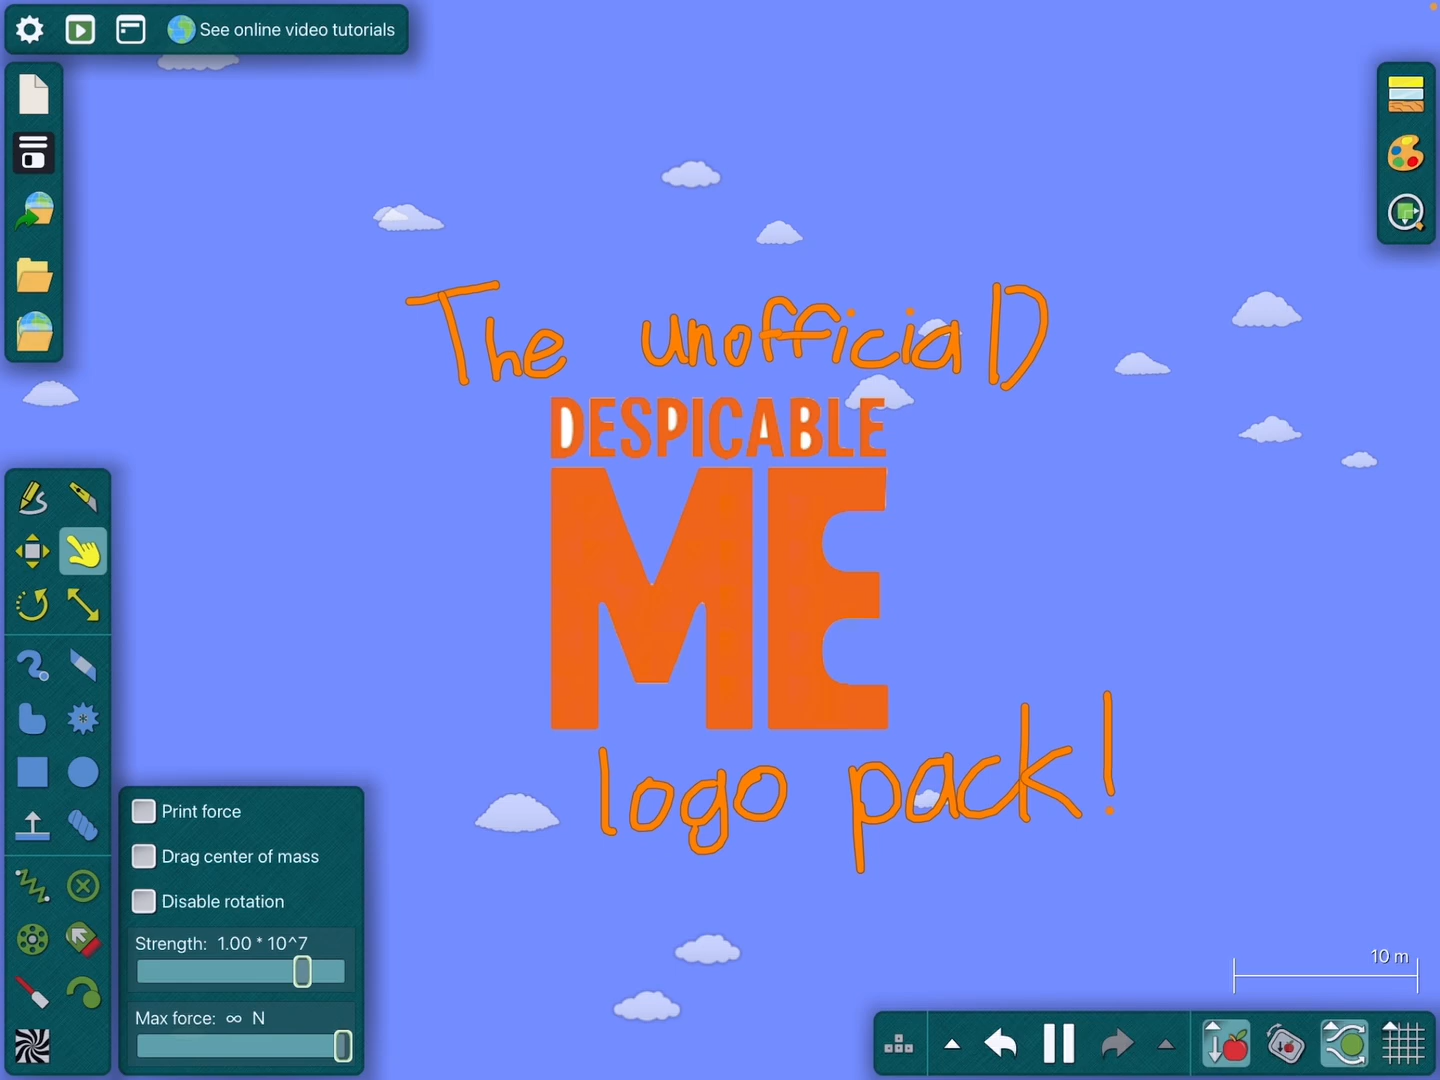 See online video tutorials
The unofficial
DESPICABLE
ME
logo pack!
Print force
Drag center of mass
Disable rotation
Strength: 1.00 * 10^7
Max force: ∞ N
10 m